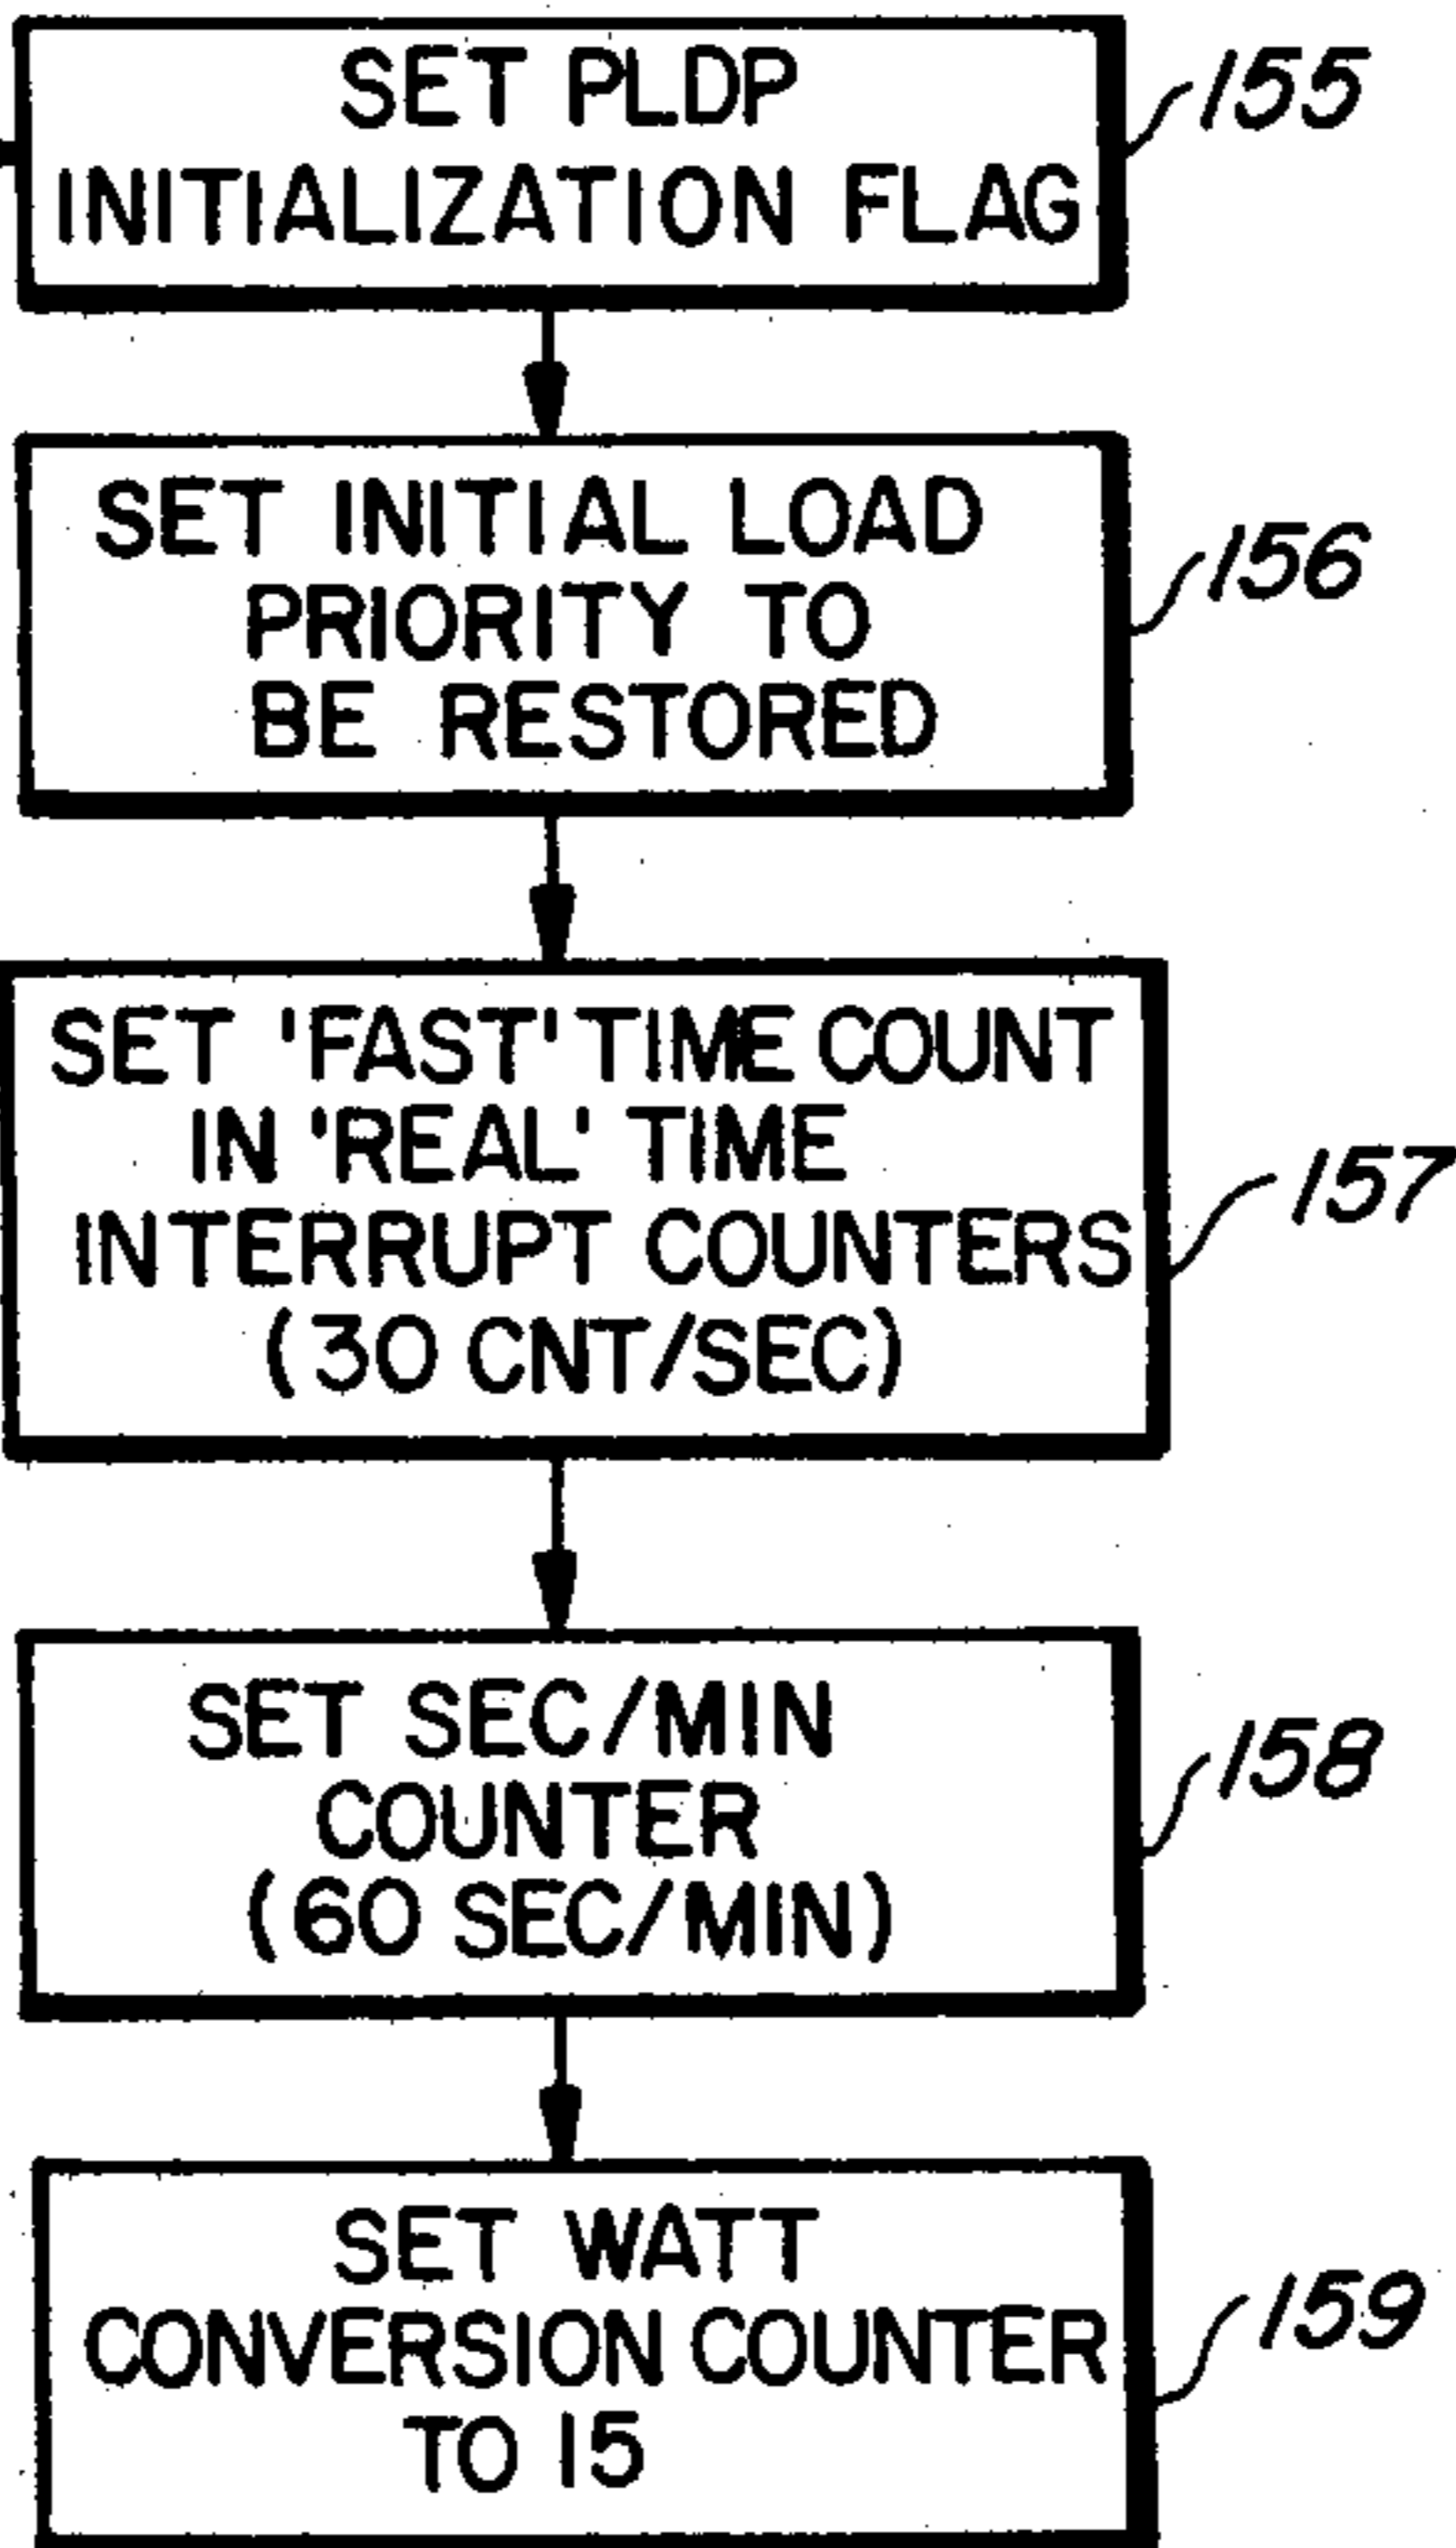 SET PLDP
INITIALIZATION FLAG
155
SET INITIAL LOAD
PRIORITY TO
BE RESTORED
156
SET 'FAST' TIME COUNT
IN 'REAL' TIME
INTERRUPT COUNTERS
(30 CNT/SEC)
157
SET SEC/MIN
COUNTER
(60 SEC/MIN)
158
SET WATT
CONVERSION COUNTER
TO 15
159